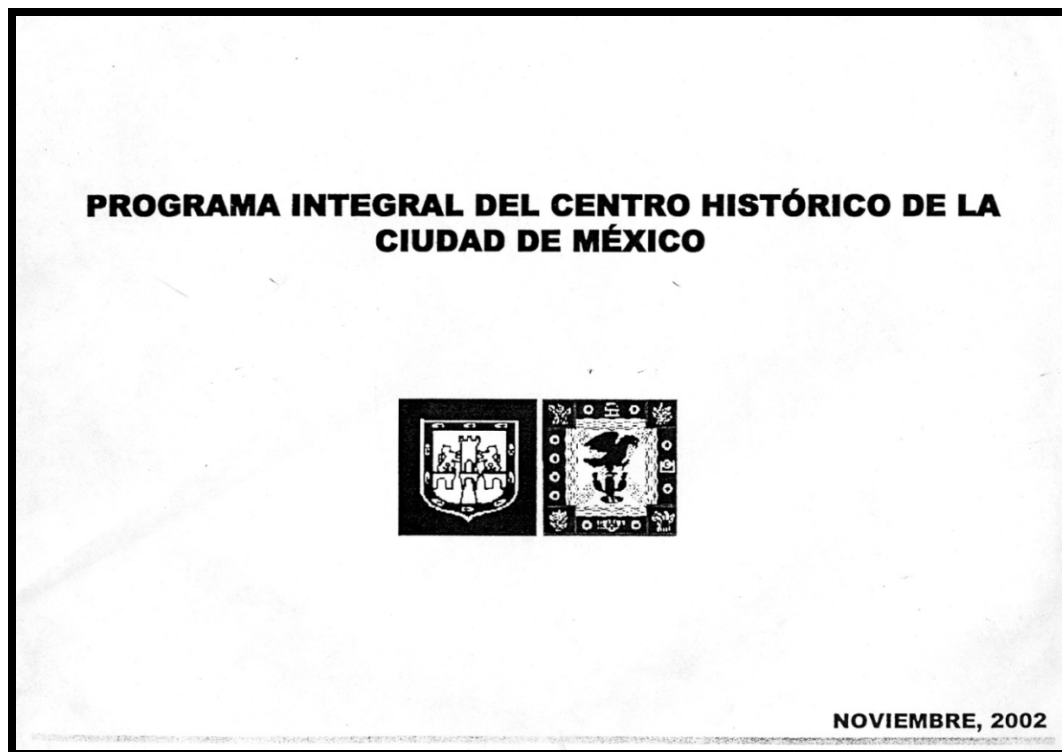 PROGRAMA INTEGRAL DEL CENTRO HISTÓRICO DE LA
CIUDAD DE MÉXICO
NOVIEMBRE, 2002